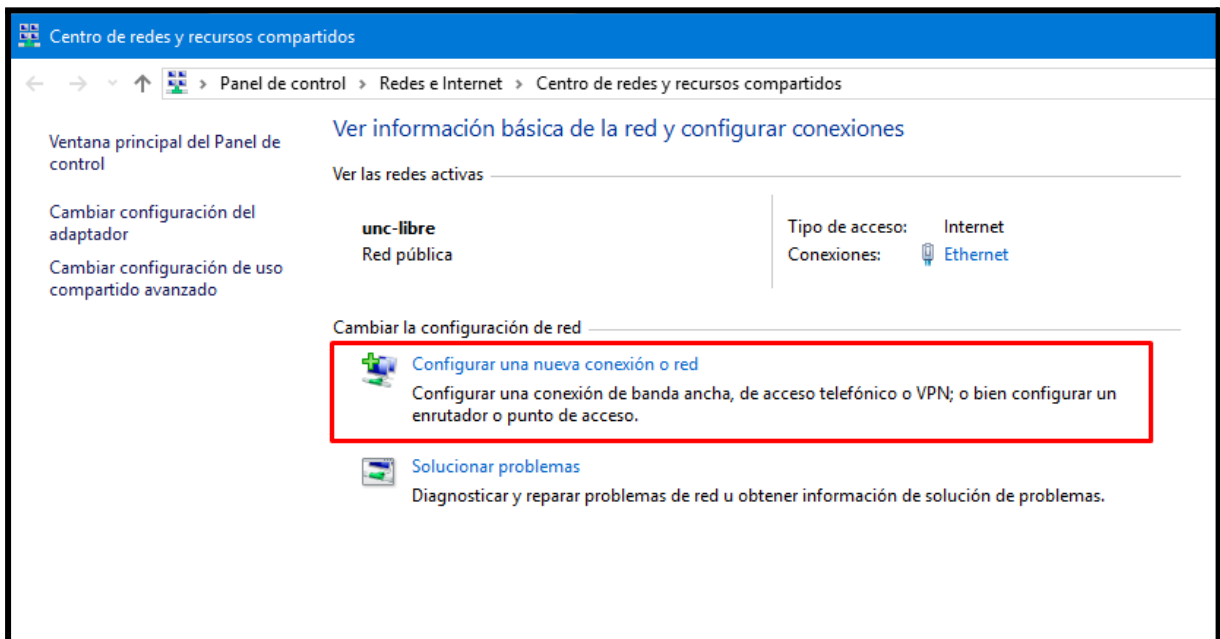 Centro de redes y recursos compartidos
Panel de control > Redes e Internet > Centro de redes y recursos compartidos
Ventana principal del Panel de
control
Cambiar configuración del
adaptador
Cambiar configuración de uso
compartido avanzado
Ver información básica de la red y configurar conexiones
Ver las redes activas
unc-libre
Red pública
Tipo de acceso: Internet
Conexiones: Ethernet
Cambiar la configuración de red
Configurar una nueva conexión o red
Configurar una conexión de banda ancha, de acceso telefónico o VPN; o bien configurar un
enrutador o punto de acceso.
Solucionar problemas
Diagnosticar y reparar problemas de red u obtener información de solución de problemas.